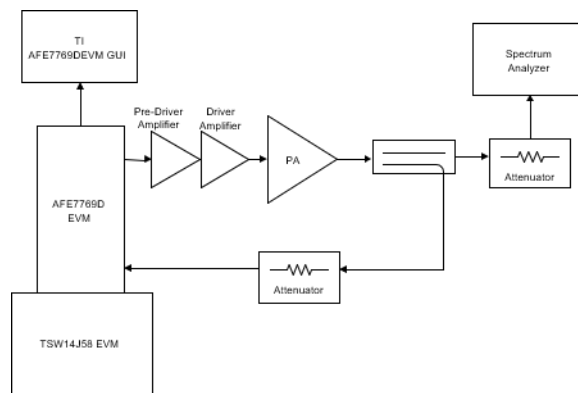 TI
AFE7769DEVM GUI
Spectrum
Analyzer
Pre-Driver
Amplifier
Driver
Amplifier
PA
Attenuator
AFE7769D
EVM
Attenuator
TSW14J58 EVM